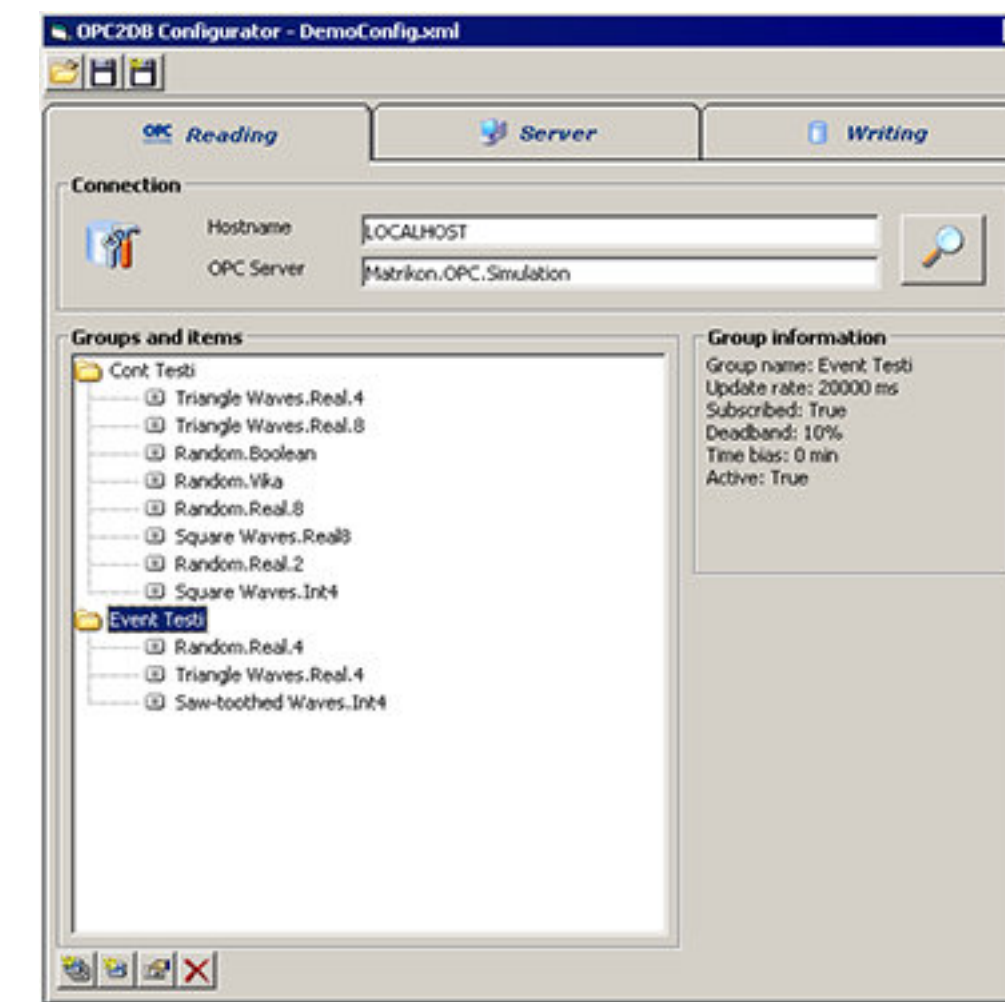 OPC2DB Configurator - DemoConfig.xml
OPC Reading Server Writing
Connection
Hostname LOCALHOST
OPC Server Matrikon.OPC.Simulation
Groups and items
Cont Testi
Triangle Waves.Real.4
Triangle Waves.Real.8
Random.Boolean
Random.Vika
Random.Real.8
Square Waves.Real8
Random.Real.2
Square Waves.Int4
Event Testi
Random.Real.4
Triangle Waves.Real.4
Saw-toothed Waves.Int4
Group information
Group name: Event Testi
Update rate: 20000 ms
Subscribed: True
Deadband: 10%
Time bias: 0 min
Active: True